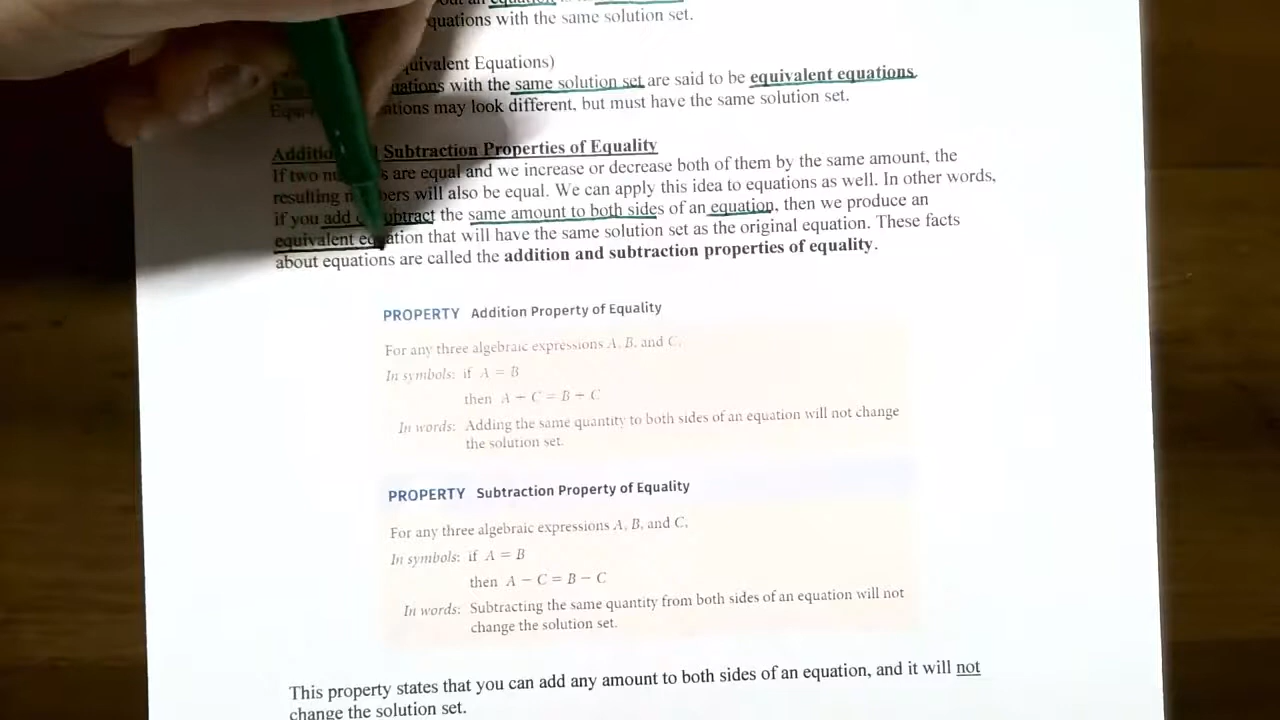 equations with the same solution set.
uivalent Equations)
uations with the same solution set are said to be equivalent equations.
ations may look different, but must have the same solution set.
Subtraction Properties of Equality
If two are equal and we increase or decrease both of them by the same amount, the
resulting will also be equal. We can apply this idea to equations as well. In other words,
if you add the same amount to both sides of an equation, then we produce an
equivalent equation that will have the same solution set as the original equation. These facts
about equations are called the addition and subtraction properties of equality.
PROPERTY Addition Property of Equality
For any three algebraic expressions A, B, and C,
In symbols: if A = B
then A + C = B + C
In words: Adding the same quantity to both sides of an equation will not change
the solution set.
PROPERTY Subtraction Property of Equality
For any three algebraic expressions A, B, and C,
In symbols: if A = B
then A − C = B − C
In words: Subtracting the same quantity from both sides of an equation will not
change the solution set.
This property states that you can add any amount to both sides of an equation, and it will not
change the solution set.